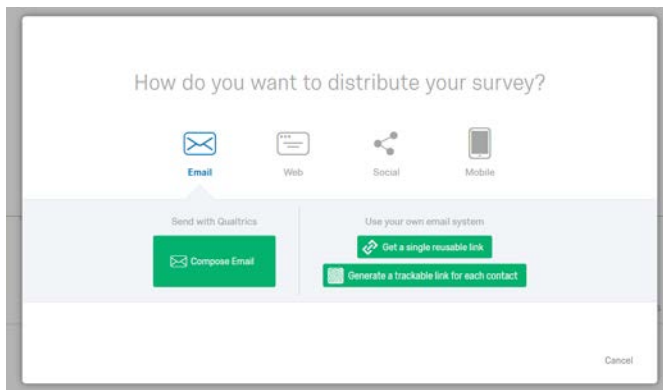 How do you want to distribute your survey?
Email
Web
Social
Mobile
Send with Qualtrics
Use your own email system
Compose Email
Get a single reusable link
Generate a trackable link for each contact
Cancel